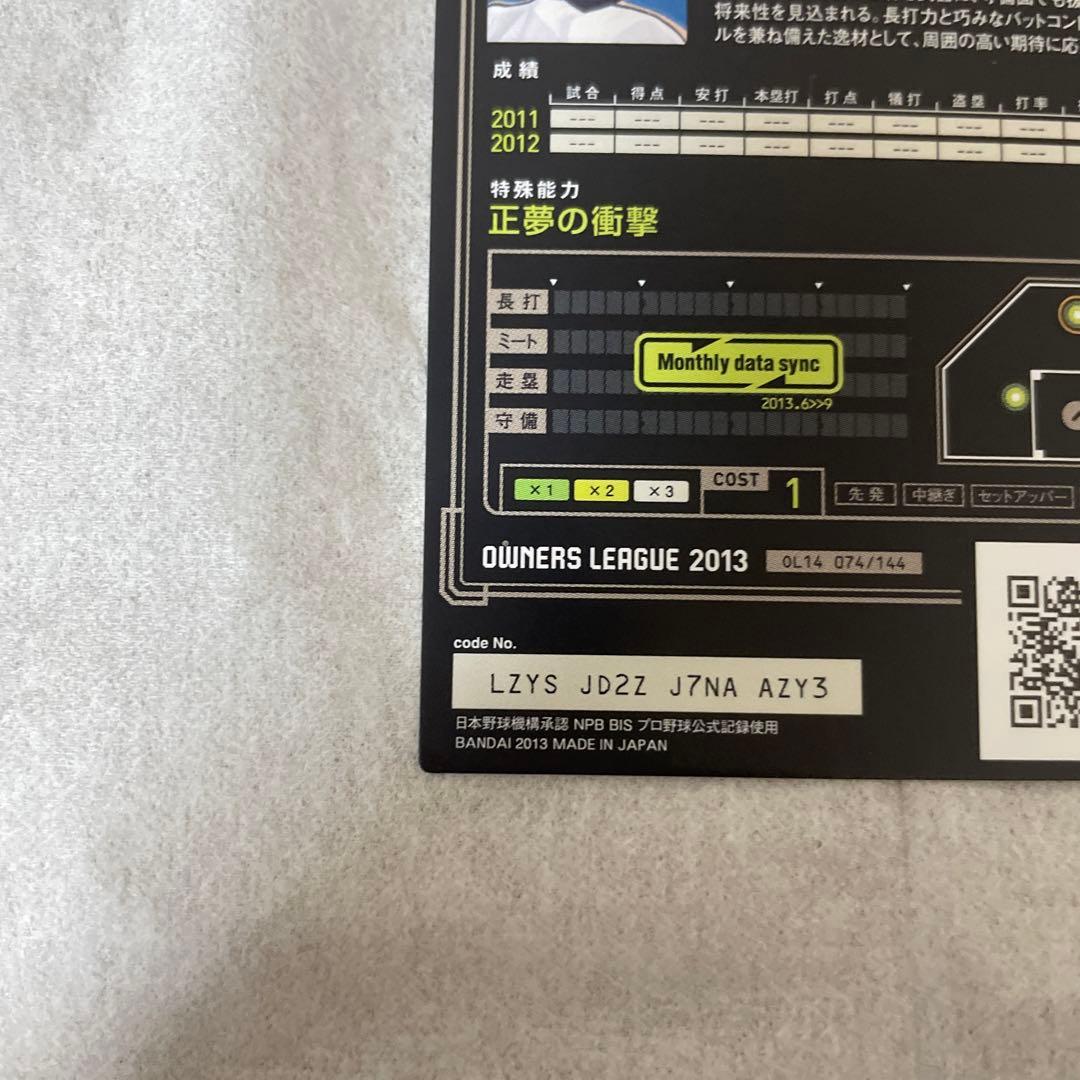 将来性を見込まれる。長打力と巧みなバットコント
ルを兼ね備えた逸材として、周囲の高い期待に応
成績
試合 得点 安打 本塁打 打点 犠打 盗塁 打率
2011 --- --- --- --- --- --- --- ---
2012 --- --- --- --- --- --- --- ---
特殊能力
正夢の衝撃
長打
ミート
走塁
守備
Monthly data sync
2013.6>>9
×1 ×2 ×3 COST 1 先発 中継ぎ セットアッパー
OWNERS LEAGUE 2013 OL14 074/144
code No.
LZYS JD2Z J7NA AZY3
日本野球機構承認 NPB BIS プロ野球公式記録使用
BANDAI 2013 MADE IN JAPAN